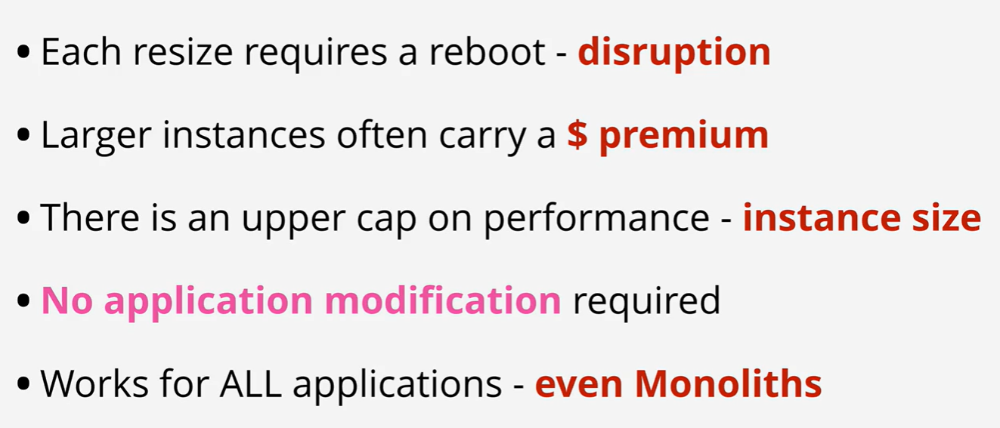 • Each resize requires a reboot - disruption
• Larger instances often carry a $ premium
• There is an upper cap on performance - instance size
• No application modification required
• Works for ALL applications - even Monoliths